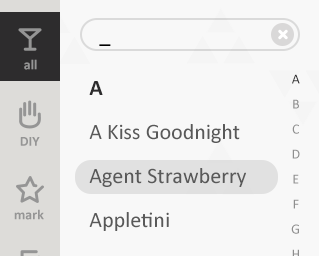 all
DIY
mark
_
A
A Kiss Goodnight
Agent Strawberry
Appletini
A
B
C
D
E
F
G
H